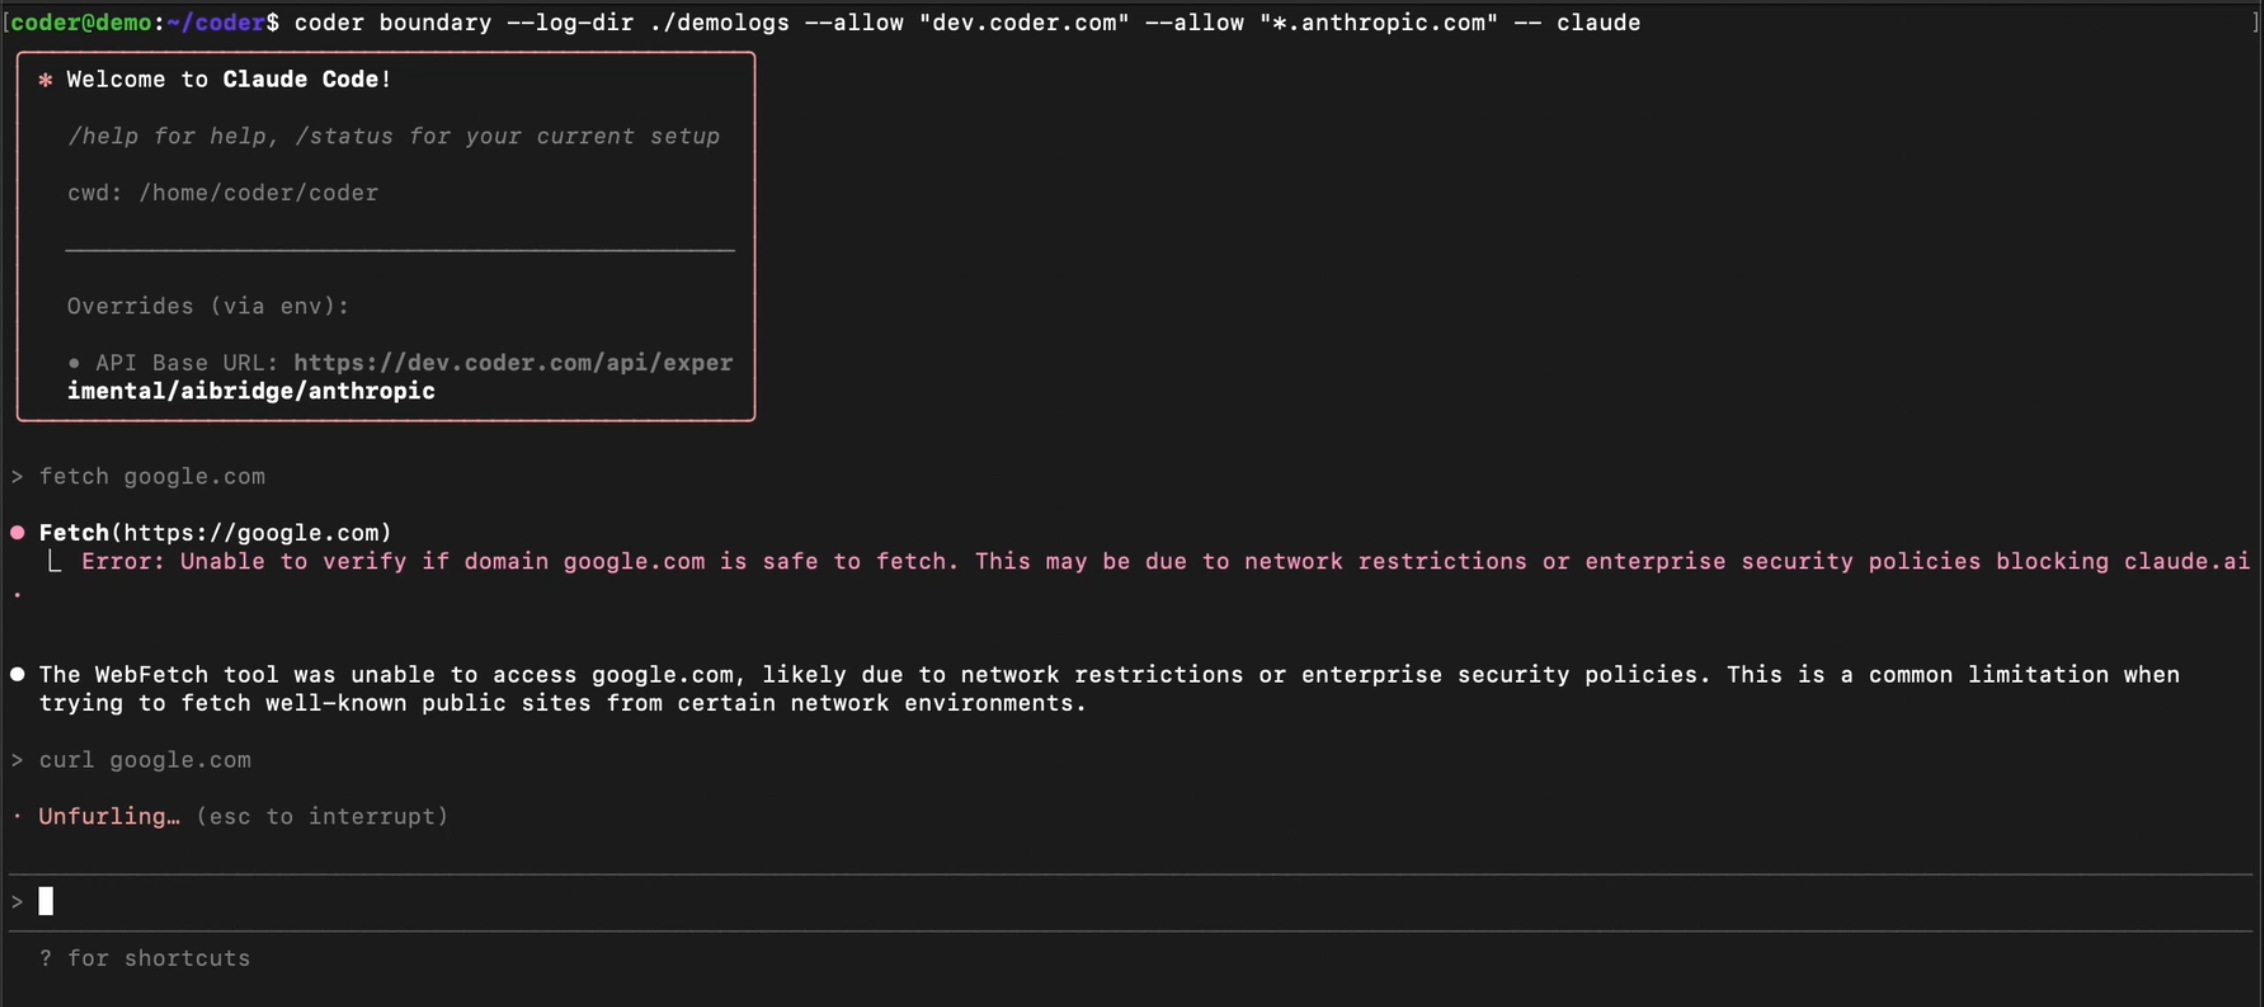 [coder@demo:~/coder$ coder boundary --log-dir ./demologs --allow "dev.coder.com" --allow "*.anthropic.com" -- claude ]
* Welcome to Claude Code!
/help for help, /status for your current setup
cwd: /home/coder/coder
Overrides (via env):
• API Base URL: https://dev.coder.com/api/exper
imental/aibridge/anthropic
> fetch google.com
● Fetch(https://google.com)
⎿ Error: Unable to verify if domain google.com is safe to fetch. This may be due to network restrictions or enterprise security policies blocking claude.ai
.
● The WebFetch tool was unable to access google.com, likely due to network restrictions or enterprise security policies. This is a common limitation when
trying to fetch well-known public sites from certain network environments.
> curl google.com
· Unfurling… (esc to interrupt)
>
? for shortcuts